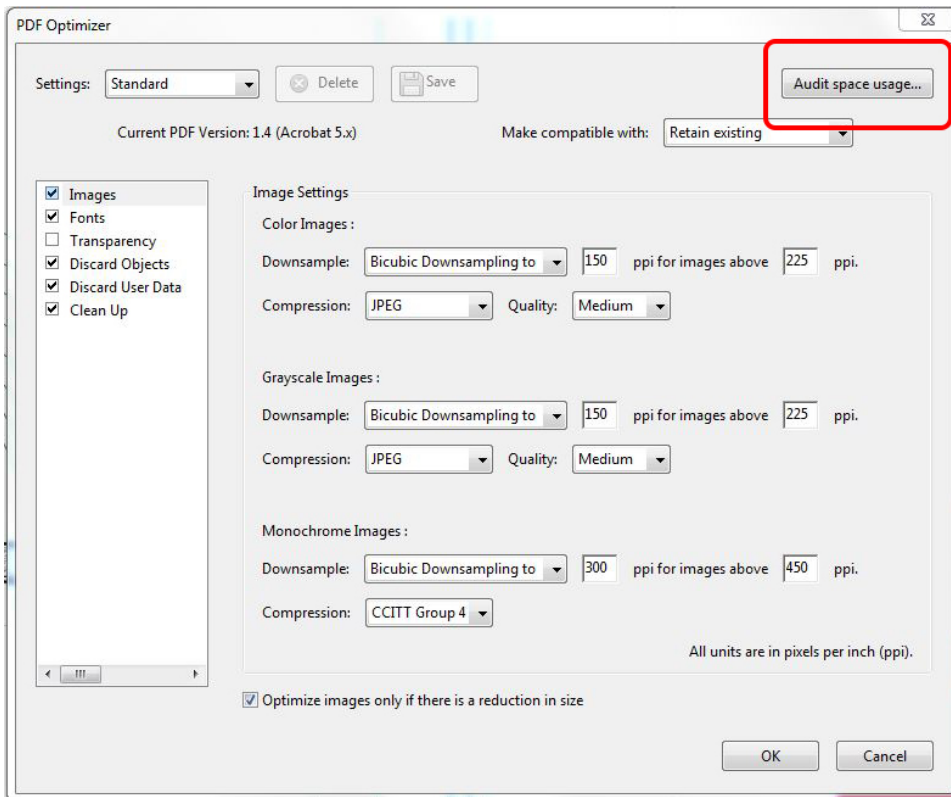 PDF Optimizer
Settings: Standard Delete Save Audit space usage...
Current PDF Version: 1.4 (Acrobat 5.x) Make compatible with: Retain existing
Images
Fonts
Transparency
Discard Objects
Discard User Data
Clean Up
Image Settings
Color Images :
Downsample: Bicubic Downsampling to 150 ppi for images above 225 ppi.
Compression: JPEG Quality: Medium
Grayscale Images :
Downsample: Bicubic Downsampling to 150 ppi for images above 225 ppi.
Compression: JPEG Quality: Medium
Monochrome Images :
Downsample: Bicubic Downsampling to 300 ppi for images above 450 ppi.
Compression: CCITT Group 4
All units are in pixels per inch (ppi).
Optimize images only if there is a reduction in size
OK Cancel